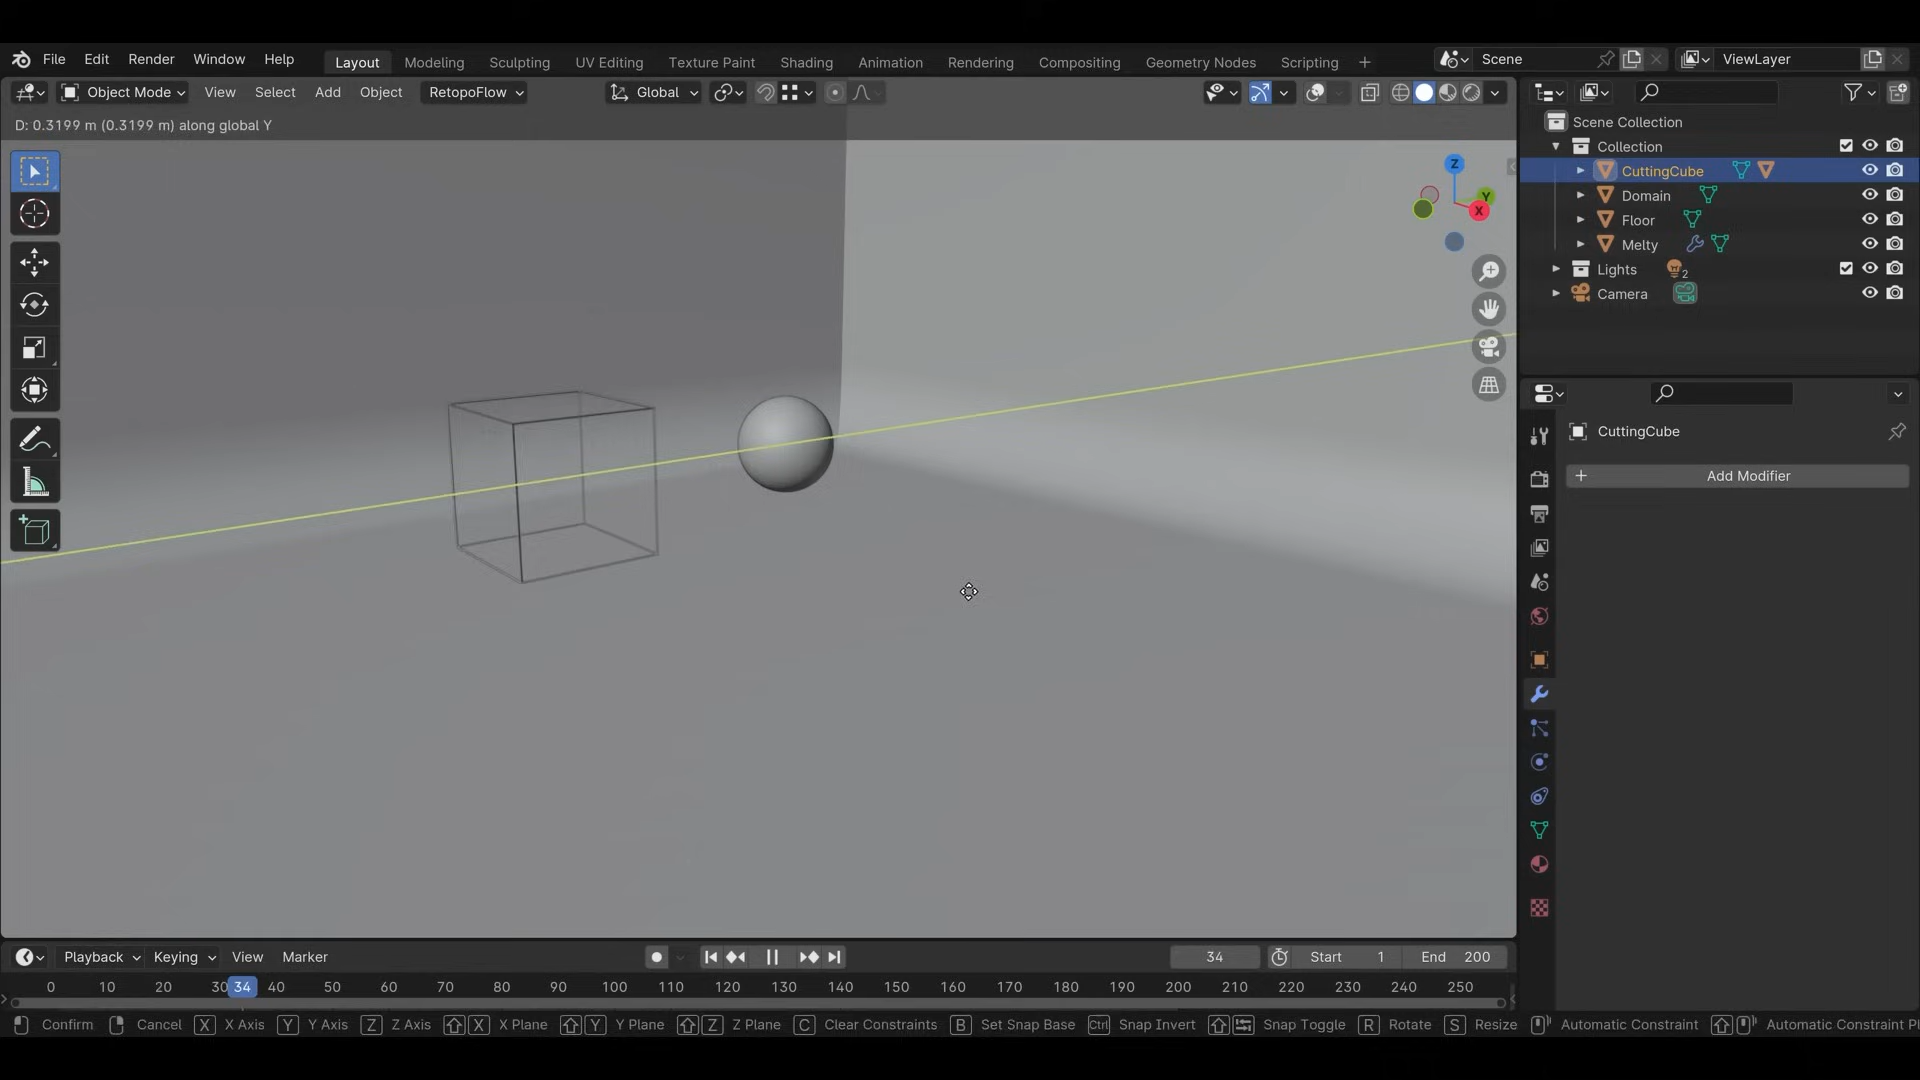 File Edit Render Window Help Layout Modeling Sculpting UV Editing Texture Paint Shading Animation Rendering Compositing Geometry Nodes Scripting + Scene ViewLayer
Object Mode View Select Add Object RetopoFlow Global
D: 0.3199 m (0.3199 m) along global Y
Z
Y
X
Scene Collection
Collection
CuttingCube
Domain
Floor
Melty
Lights 2
Camera
CuttingCube
+ Add Modifier
Playback Keying View Marker 34 Start 1 End 200
0 10 20 30 34 40 50 60 70 80 90 100 110 120 130 140 150 160 170 180 190 200 210 220 230 240 250
Confirm Cancel X X Axis Y Y Axis Z Z Axis X X Plane Y Y Plane Z Z Plane C Clear Constraints B Set Snap Base Ctrl Snap Invert Snap Toggle R Rotate S Resize Automatic Constraint Automatic Constraint Pl